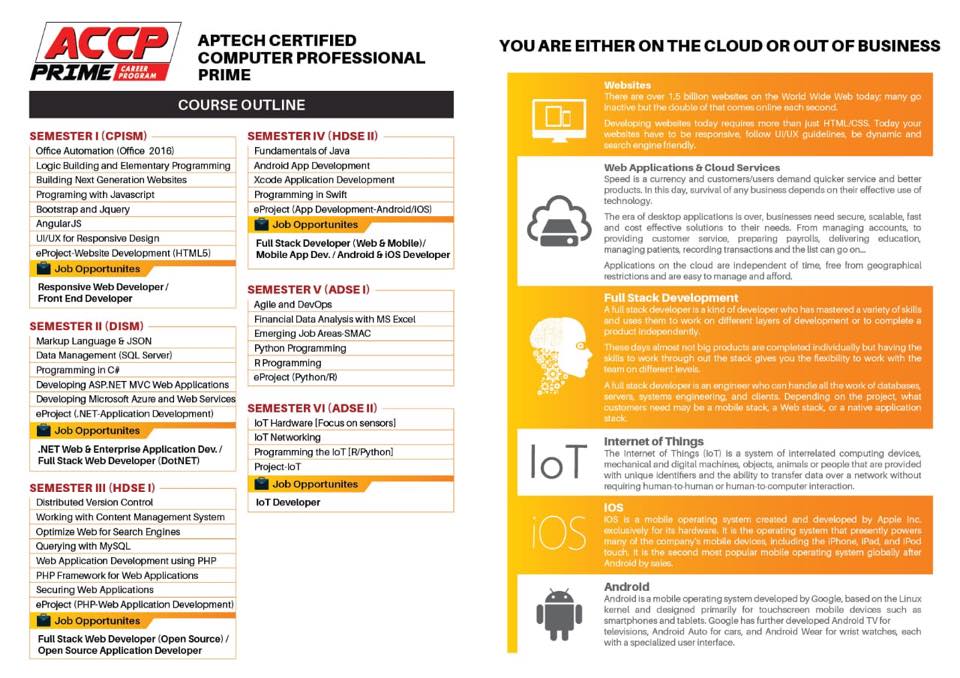 ACCP
PRIME CAREER
PROGRAM
APTECH CERTIFIED
COMPUTER PROFESSIONAL
PRIME
COURSE OUTLINE
SEMESTER I (CPISM)
Office Automation (Office 2016)
Logic Building and Elementary Programming
Building Next Generation Websites
Programing with Javascript
Bootstrap and Jquery
AngularJS
UI/UX for Responsive Design
eProject-Website Development (HTML5)
Job Opportunites
Responsive Web Developer /
Front End Developer
SEMESTER II (DISM)
Markup Language & JSON
Data Management (SQL Server)
Programming in C#
Developing ASP.NET MVC Web Applications
Developing Microsoft Azure and Web Services
eProject (.NET-Application Development)
Job Opportunites
.NET Web & Enterprise Application Dev. /
Full Stack Web Developer (DotNET)
SEMESTER III (HDSE I)
Distributed Version Control
Working with Content Management System
Optimize Web for Search Engines
Querying with MySQL
Web Application Development using PHP
PHP Framework for Web Applications
Securing Web Applications
eProject (PHP-Web Application Development)
Job Opportunites
Full Stack Web Developer (Open Source) /
Open Source Application Developer
SEMESTER IV (HDSE II)
Fundamentals of Java
Android App Development
Xcode Application Development
Programming in Swift
eProject (App Development-Android/iOS)
Job Opportunites
Full Stack Developer (Web & Mobile)/
Mobile App Dev. / Android & iOS Developer
SEMESTER V (ADSE I)
Agile and DevOps
Financial Data Analysis with MS Excel
Emerging Job Areas-SMAC
Python Programming
R Programming
eProject (Python/R)
SEMESTER VI (ADSE II)
IoT Hardware [Focus on sensors]
IoT Networking
Programming the IoT [R/Python]
Project-IoT
Job Opportunites
IoT Developer
YOU ARE EITHER ON THE CLOUD OR OUT OF BUSINESS
Websites
There are over 1.5 billion websites on the World Wide Web today; many go
inactive but the double of that comes online each second.
Developing websites today requires more than just HTML/CSS. Today your
websites have to be responsive, follow UI/UX guidelines, be dynamic and
search engine friendly.
Web Applications & Cloud Services
Speed is a currency and customers/users demand quicker service and better
products. In this day, survival of any business depends on their effective use of
technology.
The era of desktop applications is over, businesses need secure, scalable, fast
and cost effective solutions to their needs. From managing accounts, to
providing customer service, preparing payrolls, delivering education,
managing patients, recording transactions and the list can go on...
Applications on the cloud are independent of time, free from geographical
restrictions and are easy to manage and afford.
Full Stack Development
A full stack developer is a kind of developer who has mastered a variety of skills
and uses them to work on different layers of development or to complete a
product independently.
These days almost not big products are completed individually but having the
skills to work through out the stack gives you the flexibility to work with the
team on different levels.
A full stack developer is an engineer who can handle all the work of databases,
servers, systems engineering, and clients. Depending on the project, what
customers need may be a mobile stack, a Web stack, or a native application
stack.
IoT
Internet of Things
The Internet of Things (IoT) is a system of interrelated computing devices,
mechanical and digital machines, objects, animals or people that are provided
with unique identifiers and the ability to transfer data over a network without
requiring human-to-human or human-to-computer interaction.
iOS
iOS
iOS is a mobile operating system created and developed by Apple Inc.
exclusively for its hardware. It is the operating system that presently powers
many of the company's mobile devices, including the iPhone, iPad, and iPod
touch. It is the second most popular mobile operating system globally after
Android by sales.
Android
Android is a mobile operating system developed by Google, based on the Linux
kernel and designed primarily for touchscreen mobile devices such as
smartphones and tablets. Google has further developed Android TV for
televisions, Android Auto for cars, and Android Wear for wrist watches, each
with a specialized user interface.